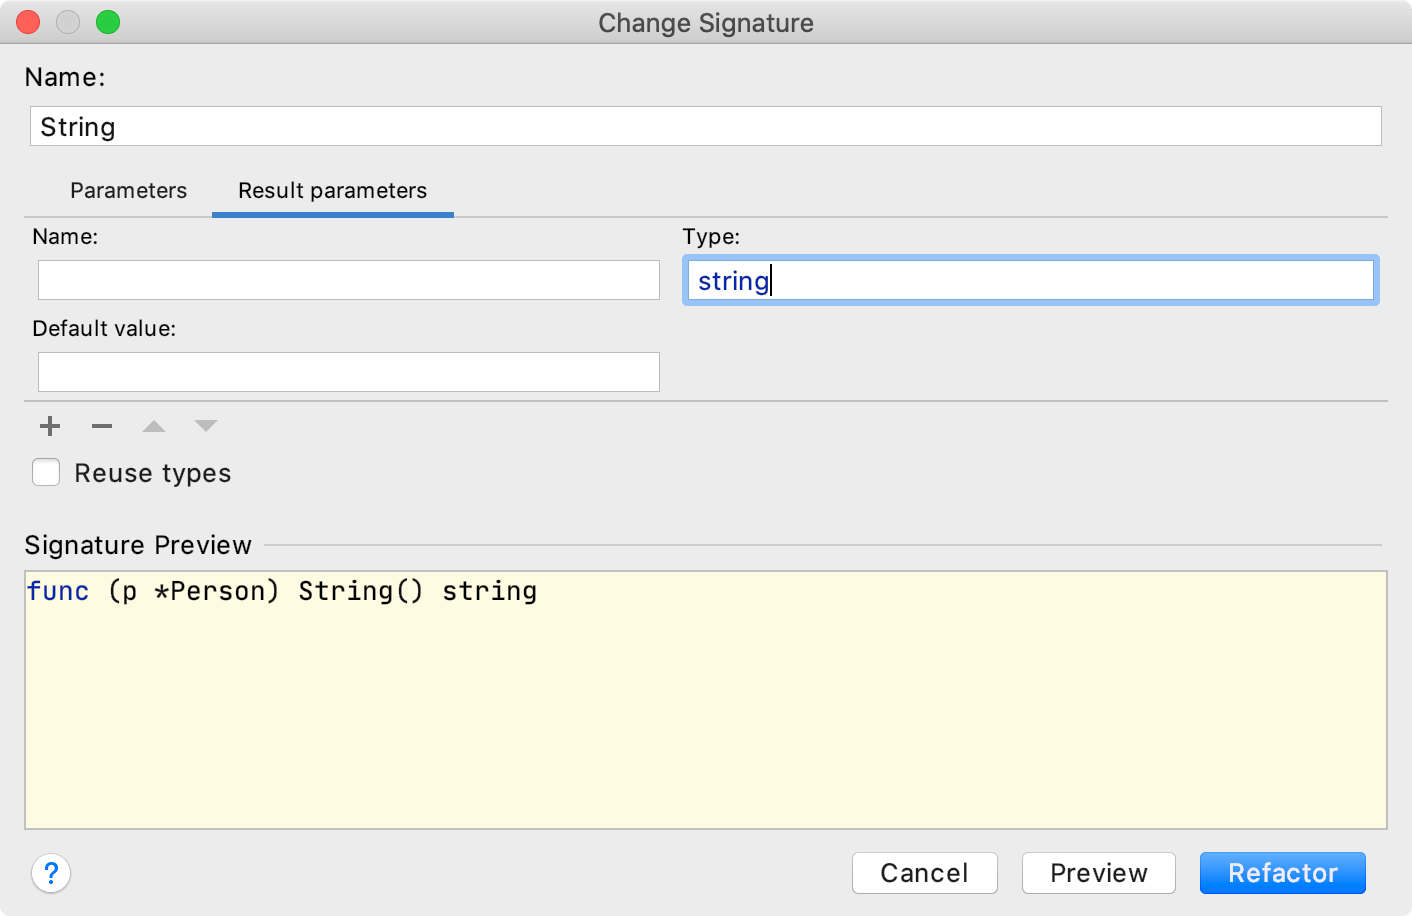 Change Signature
Name:
String
Parameters Result parameters
Name: Type:
string
Default value:
Reuse types
Signature Preview
func (p *Person) String() string
? Cancel Preview Refactor